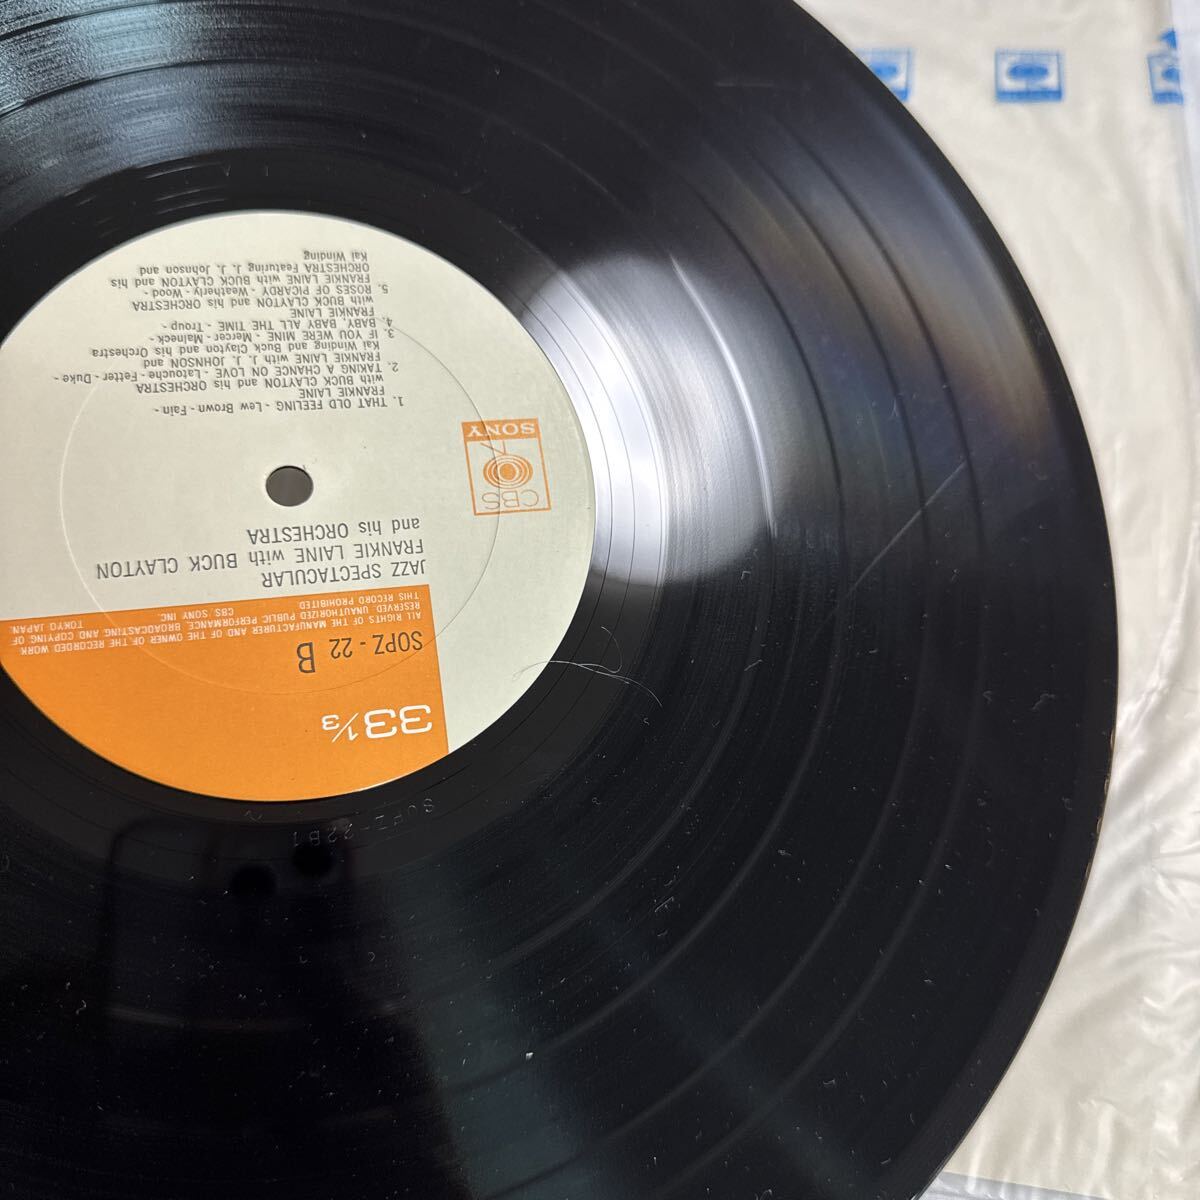 33 1/3
SOPZ - 22 B
ALL RIGHTS OF THE MANUFACTURER AND OF THE OWNER OF THE RECORDED WORK
RESERVED. UNAUTHORIZED PUBLIC PERFORMANCE, BROADCASTING AND COPYING OF
THIS RECORD PROHIBITED
CBS/SONY INC. TOKYO JAPAN.
JAZZ SPECTACULAR
FRANKIE LAINE with BUCK CLAYTON
and his ORCHESTRA
CBS
SONY
1. THAT OLD FEELING - Lew Brown - Fain -
FRANKIE LAINE
with BUCK CLAYTON and his ORCHESTRA
2. TAKING A CHANCE ON LOVE - Latouche - Fetter - Duke -
FRANKIE LAINE with J. J. JOHNSON and
Kai Winding and Buck Clayton and his Orchestra
3. IF YOU WERE MINE - Mercer - Malneck -
4. BABY, BABY ALL THE TIME - Troup -
FRANKIE LAINE
with BUCK CLAYTON and his ORCHESTRA
5. ROSES OF PICARDY - Weatherly - Wood -
FRANKIE LAINE with BUCK CLAYTON and his
ORCHESTRA Featuring J. J. Johnson and
Kai Winding
SOPZ-22B1